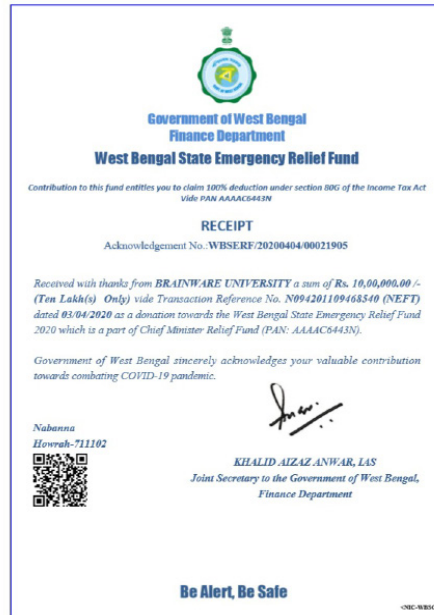 Government of West Bengal
Finance Department
West Bengal State Emergency Relief Fund
Contribution to this fund entitles you to claim 100% deduction under section 80G of the Income Tax Act
Vide PAN AAAAC6443N
RECEIPT
Acknowledgement No.:WBSERF/20200404/00021905
Received with thanks from BRAINWARE UNIVERSITY a sum of Rs. 10,00,000.00 /-
(Ten Lakh(s) Only) vide Transaction Reference No. N094201109468540 (NEFT)
dated 03/04/2020 as a donation towards the West Bengal State Emergency Relief Fund
2020 which is a part of Chief Minister Relief Fund (PAN: AAAAC6443N).
Government of West Bengal sincerely acknowledges your valuable contribution
towards combating COVID-19 pandemic.
Nabanna
Howrah-711102
KHALID AIZAZ ANWAR, IAS
Joint Secretary to the Government of West Bengal,
Finance Department
Be Alert, Be Safe